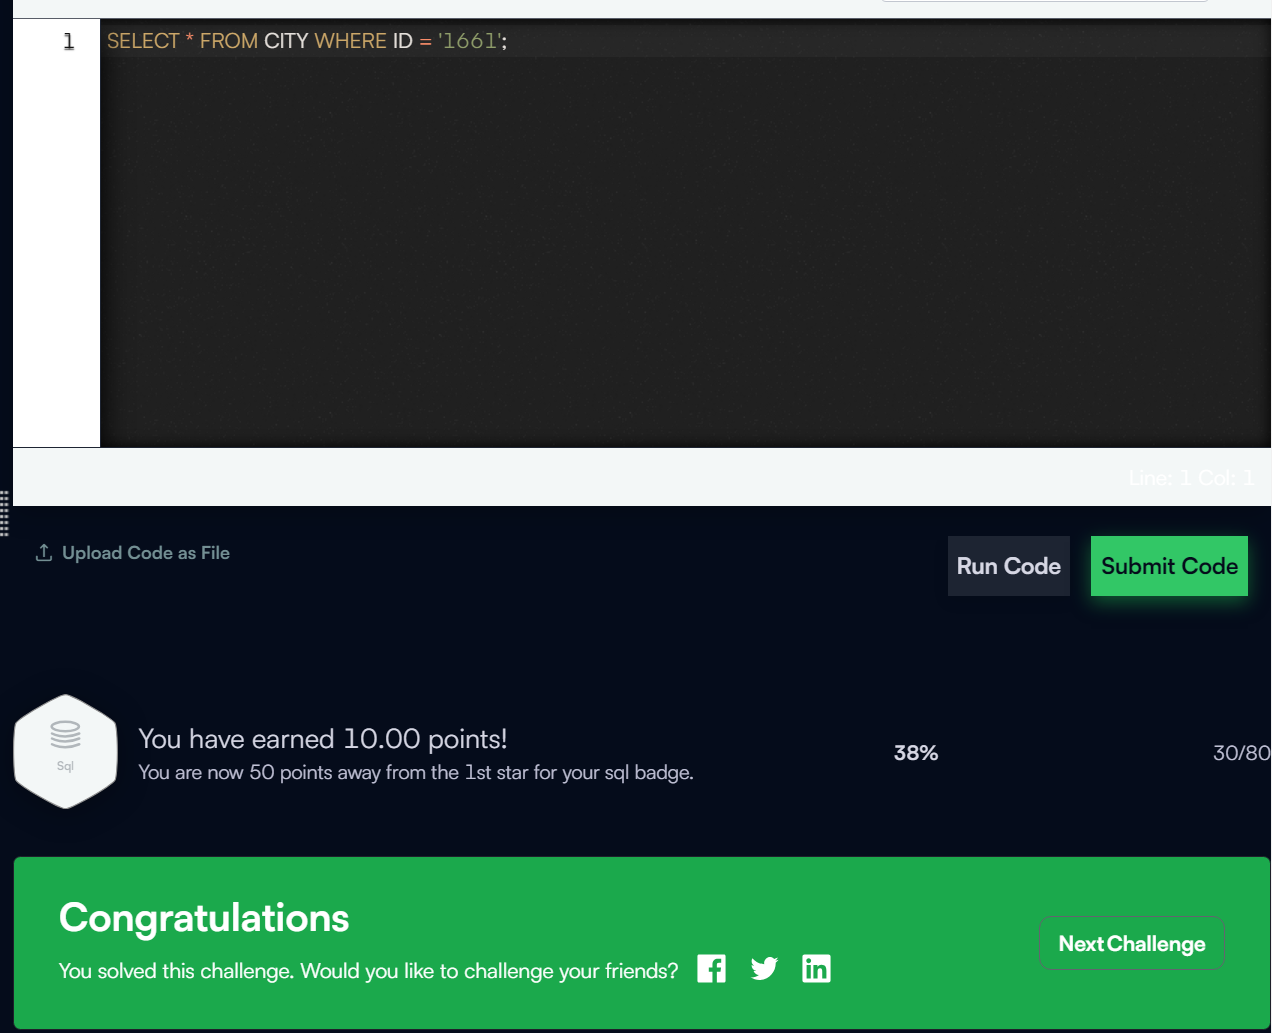 1
SELECT * FROM CITY WHERE ID = '1661';
Line: 1 Col: 1
Upload Code as File
Run Code
Submit Code
Sql
You have earned 10.00 points!
You are now 50 points away from the 1st star for your sql badge.
38%
30/80
Congratulations
You solved this challenge. Would you like to challenge your friends?
Next Challenge